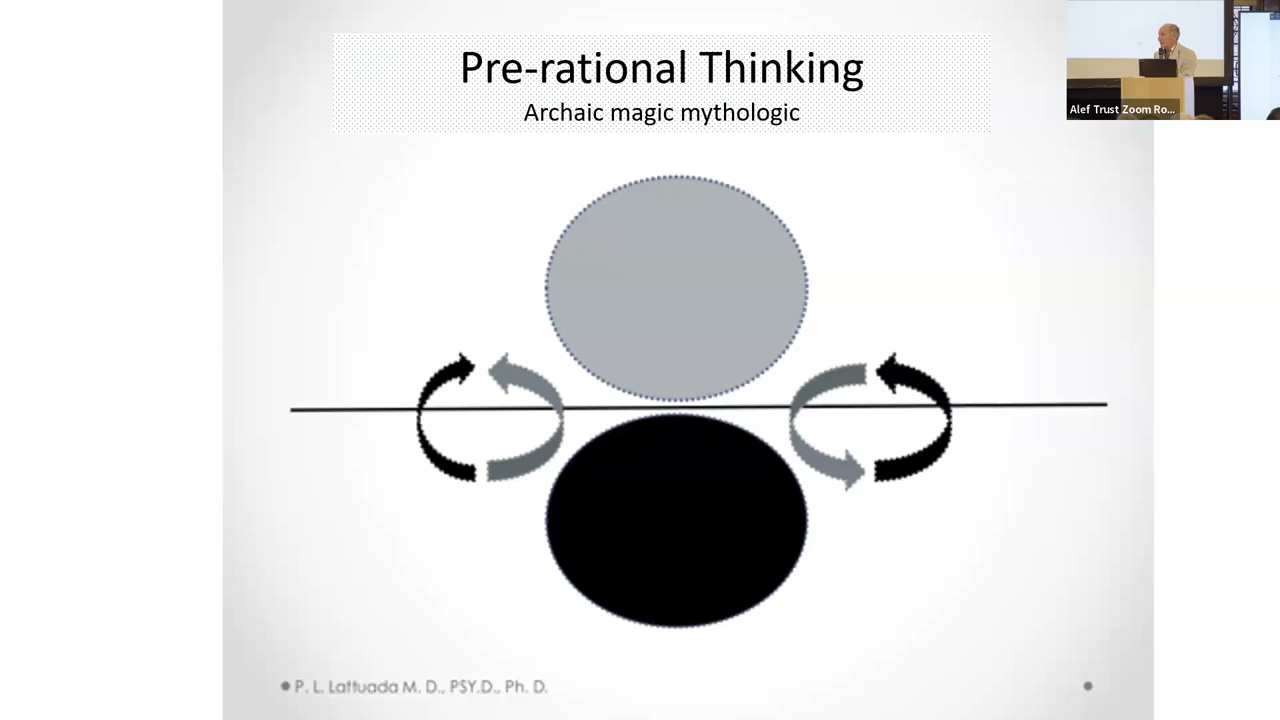 Pre-rational Thinking
Archaic magic mythologic
Alef Trust Zoom Ro...
P. L. Lattuada M. D., PSY.D., Ph. D.